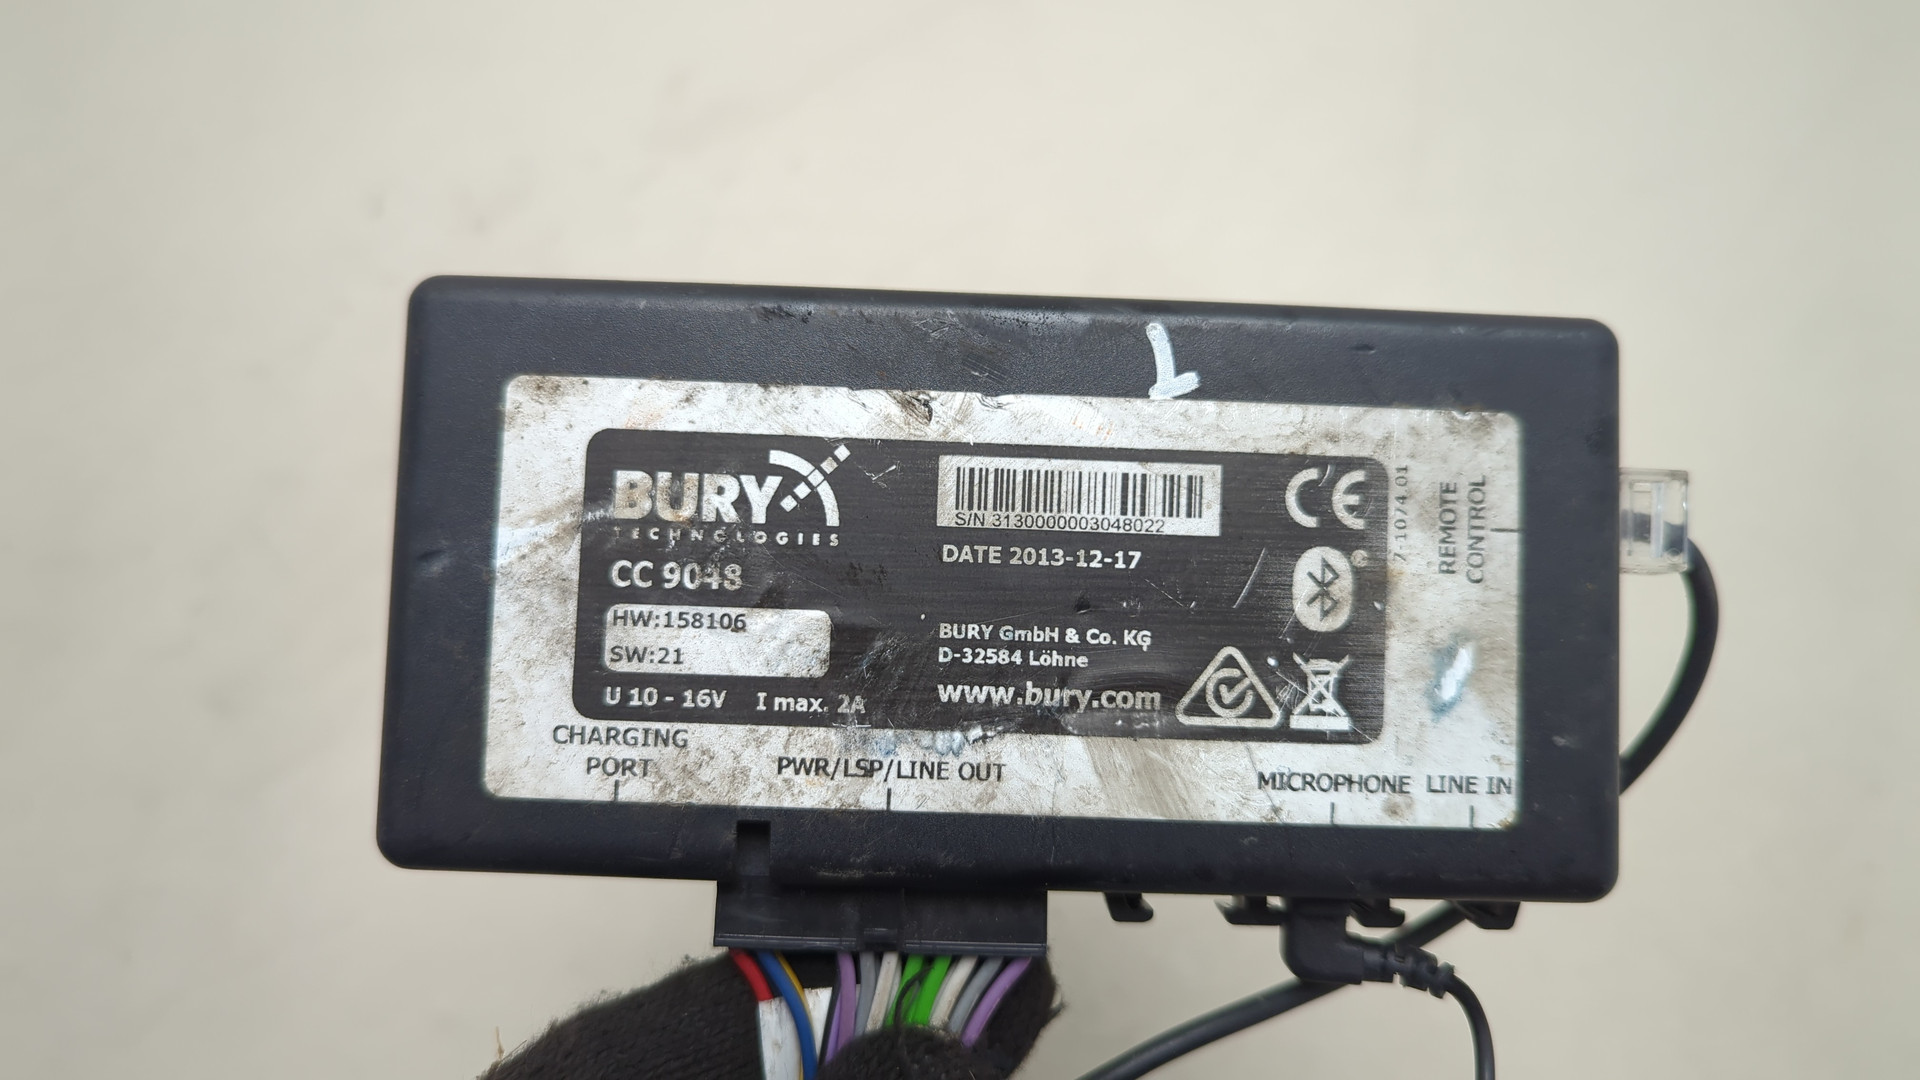 BURY
TECHNOLOGIES
CC 9048
HW:158106
SW:21
U 10 - 16V I max. 2A
S/N 3130000003048022
DATE 2013-12-17
BURY GmbH & Co. KG
D-32584 Löhne
www.bury.com
CE
7-1074.01
REMOTE
CONTROL
CHARGING
PORT
PWR/LSP/LINE OUT
MICROPHONE
LINE IN
1